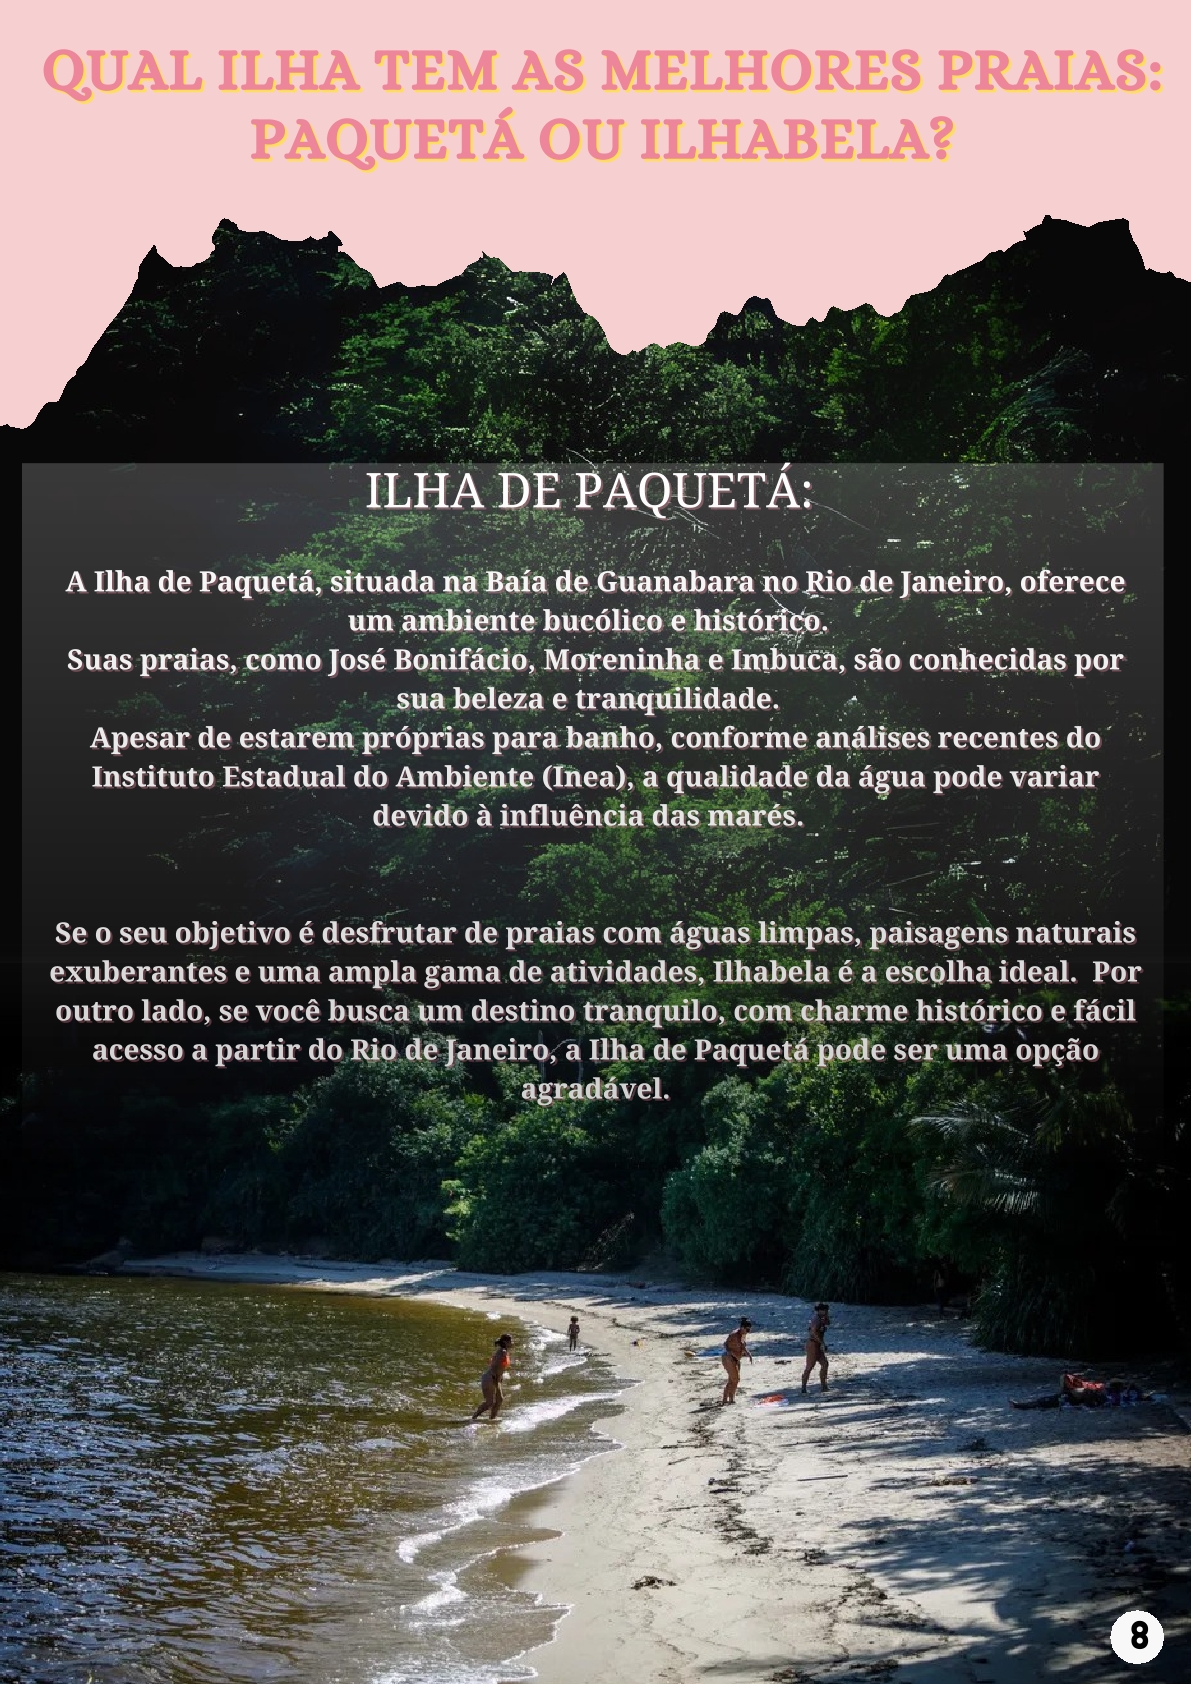 QUAL ILHA TEM AS MELHORES PRAIAS:
PAQUETÁ OU ILHABELA?
ILHA DE PAQUETÁ:
A Ilha de Paquetá, situada na Baía de Guanabara no Rio de Janeiro, oferece
um ambiente bucólico e histórico.
Suas praias, como José Bonifácio, Moreninha e Imbuca, são conhecidas por
sua beleza e tranquilidade.
Apesar de estarem próprias para banho, conforme análises recentes do
Instituto Estadual do Ambiente (Inea), a qualidade da água pode variar
devido à influência das marés.
Se o seu objetivo é desfrutar de praias com águas limpas, paisagens naturais
exuberantes e uma ampla gama de atividades, Ilhabela é a escolha ideal. Por
outro lado, se você busca um destino tranquilo, com charme histórico e fácil
acesso a partir do Rio de Janeiro, a Ilha de Paquetá pode ser uma opção
agradável.
8